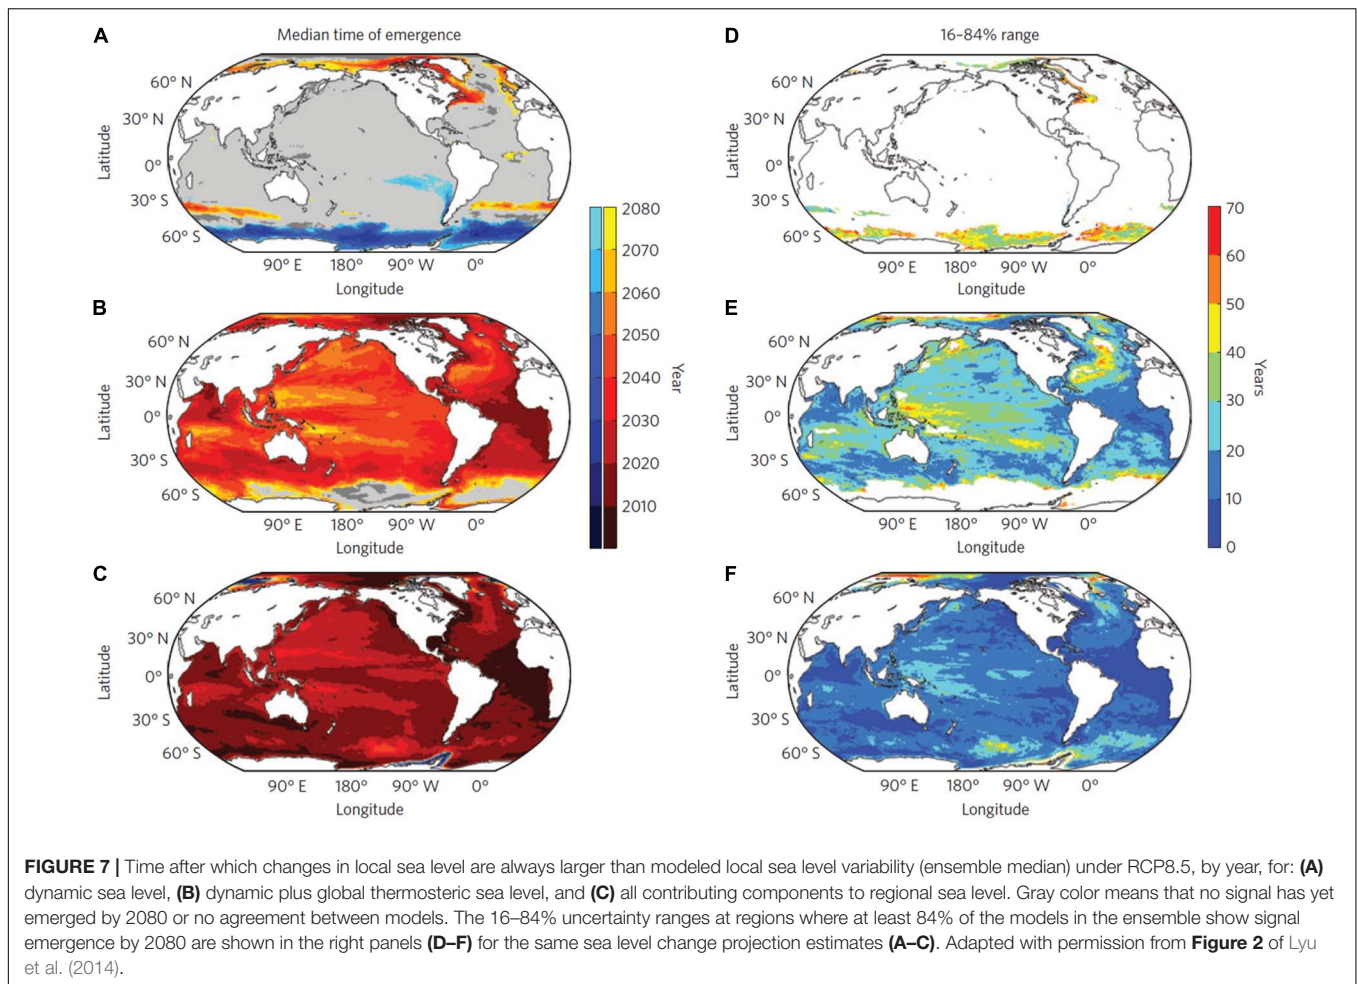 A
Median time of emergence
60° N
30° N
0°
30° S
60° S
Latitude
90° E 180° 90° W 0°
Longitude
B
60° N
30° N
0°
30° S
60° S
Latitude
90° E 180° 90° W 0°
Longitude
C
60° N
30° N
0°
30° S
60° S
Latitude
90° E 180° 90° W 0°
Longitude
2080
2070
2060
2050
2040
2030
2020
2010
Year
D
16–84% range
60° N
30° N
0°
30° S
60° S
Latitude
90° E 180° 90° W 0°
Longitude
E
60° N
30° N
0°
30° S
60° S
Latitude
90° E 180° 90° W 0°
Longitude
F
60° N
30° N
0°
30° S
60° S
Latitude
90° E 180° 90° W 0°
Longitude
70
60
50
40
30
20
10
0
Years
FIGURE 7 | Time after which changes in local sea level are always larger than modeled local sea level variability (ensemble median) under RCP8.5, by year, for: (A)
dynamic sea level, (B) dynamic plus global thermosteric sea level, and (C) all contributing components to regional sea level. Gray color means that no signal has yet
emerged by 2080 or no agreement between models. The 16–84% uncertainty ranges at regions where at least 84% of the models in the ensemble show signal
emergence by 2080 are shown in the right panels (D–F) for the same sea level change projection estimates (A–C). Adapted with permission from Figure 2 of Lyu
et al. (2014).